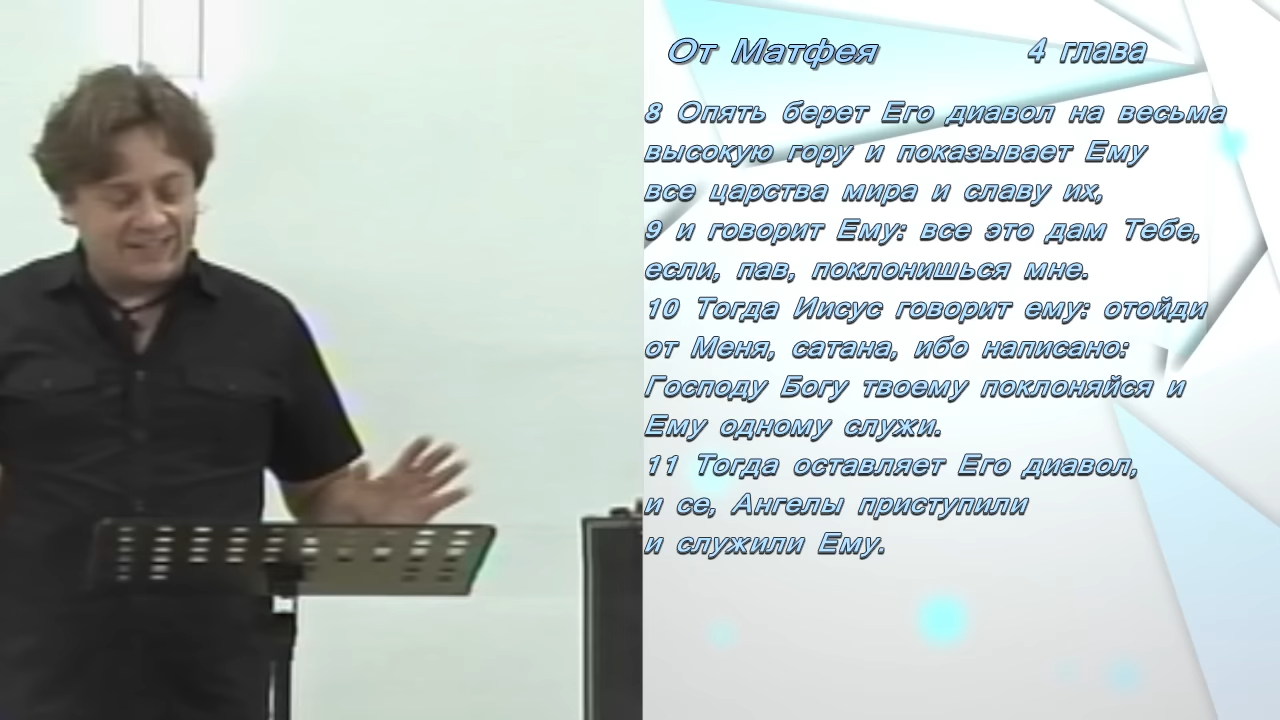 От Матфея 4 глава
8 Опять берет Его диавол на весьма
высокую гору и показывает Ему
все царства мира и славу их,
9 и говорит Ему: все это дам Тебе,
если, пав, поклонишься мне.
10 Тогда Иисус говорит ему: отойди
от Меня, сатана, ибо написано:
Господу Богу твоему поклоняйся и
Ему одному служи.
11 Тогда оставляет Его диавол,
и се, Ангелы приступили
и служили Ему.